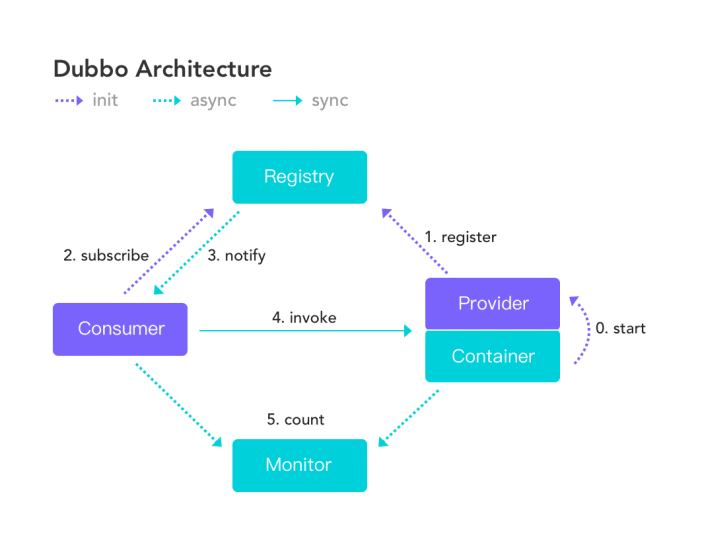 Dubbo Architecture
init async sync
Registry
1. register
2. subscribe 3. notify
Provider
Consumer 4. invoke 0. start
Container
5. count
Monitor